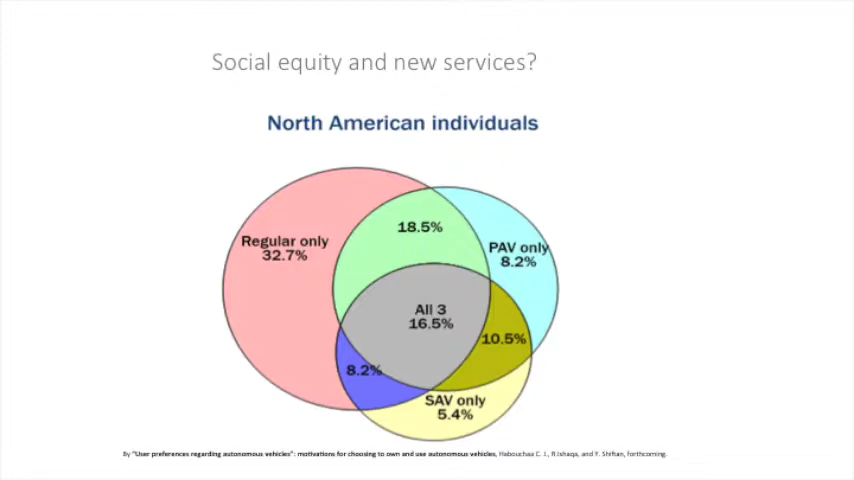 Social equity and new services?
North American individuals
18.5%
Regular only
32.7%
PAV only
8.2%
All 3
16.5%
10.5%
8.2%
SAV only
5.4%
By "User preferences regarding autonomous vehicles": motivations for choosing to own and use autonomous vehicles, Habouchaa C. J., R.Ishaqa, and Y. Shiftan, forthcoming.